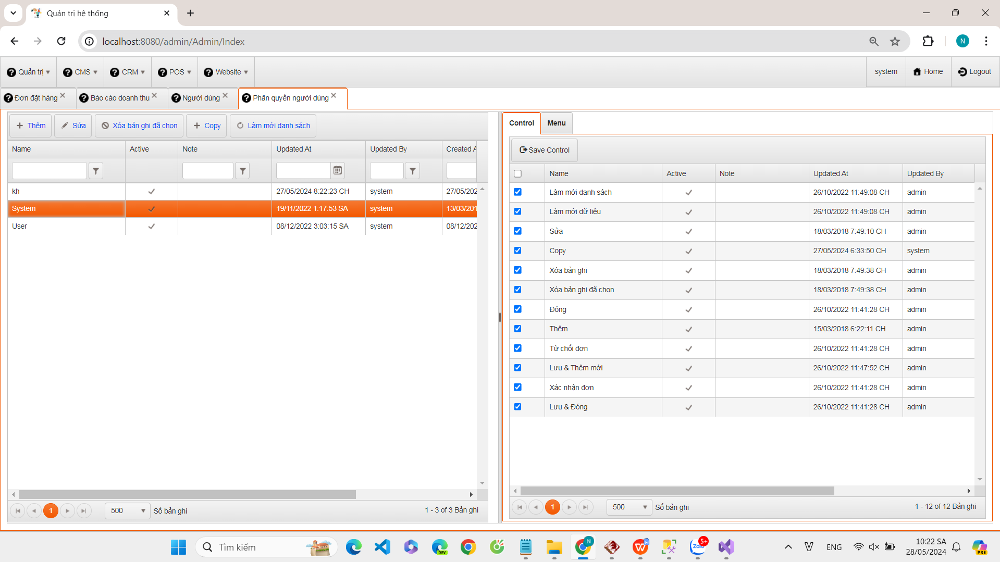 Quản trị hệ thống
localhost:8080/admin/Admin/Index
N
Quản trị CMS CRM POS Website system Home Logout
Đơn đặt hàng Báo cáo doanh thu Người dùng Phân quyền người dùng
Thêm Sửa Xóa bản ghi đã chọn Copy Làm mới danh sách
Name Active Note Updated At Updated By Created A
kh 27/05/2024 8:22:23 CH system 27/05/202
System 19/11/2022 1:17:53 SA system 13/03/201
User 08/12/2022 3:03:15 SA system 08/12/202
1 500 Số bản ghi 1 - 3 of 3 Bản ghi
Control Menu
Save Control
Name Active Note Updated At Updated By
Làm mới danh sách 26/10/2022 11:49:08 CH admin
Làm mới dữ liệu 26/10/2022 11:49:08 CH admin
Sửa 18/03/2018 7:49:10 CH admin
Copy 27/05/2024 6:33:50 CH system
Xóa bản ghi 18/03/2018 7:49:38 CH admin
Xóa bản ghi đã chọn 18/03/2018 7:49:38 CH admin
Đóng 26/10/2022 11:41:28 CH admin
Thêm 15/03/2018 6:22:11 CH admin
Từ chối đơn 26/10/2022 11:41:28 CH admin
Lưu & Thêm mới 26/10/2022 11:47:52 CH admin
Xác nhận đơn 26/10/2022 11:41:28 CH admin
Lưu & Đóng 26/10/2022 11:41:28 CH admin
1 500 Số bản ghi 1 - 12 of 12 Bản ghi
Tìm kiếm DEV N Zalo 5+ V ENG 10:22 SA
28/05/2024 PRE